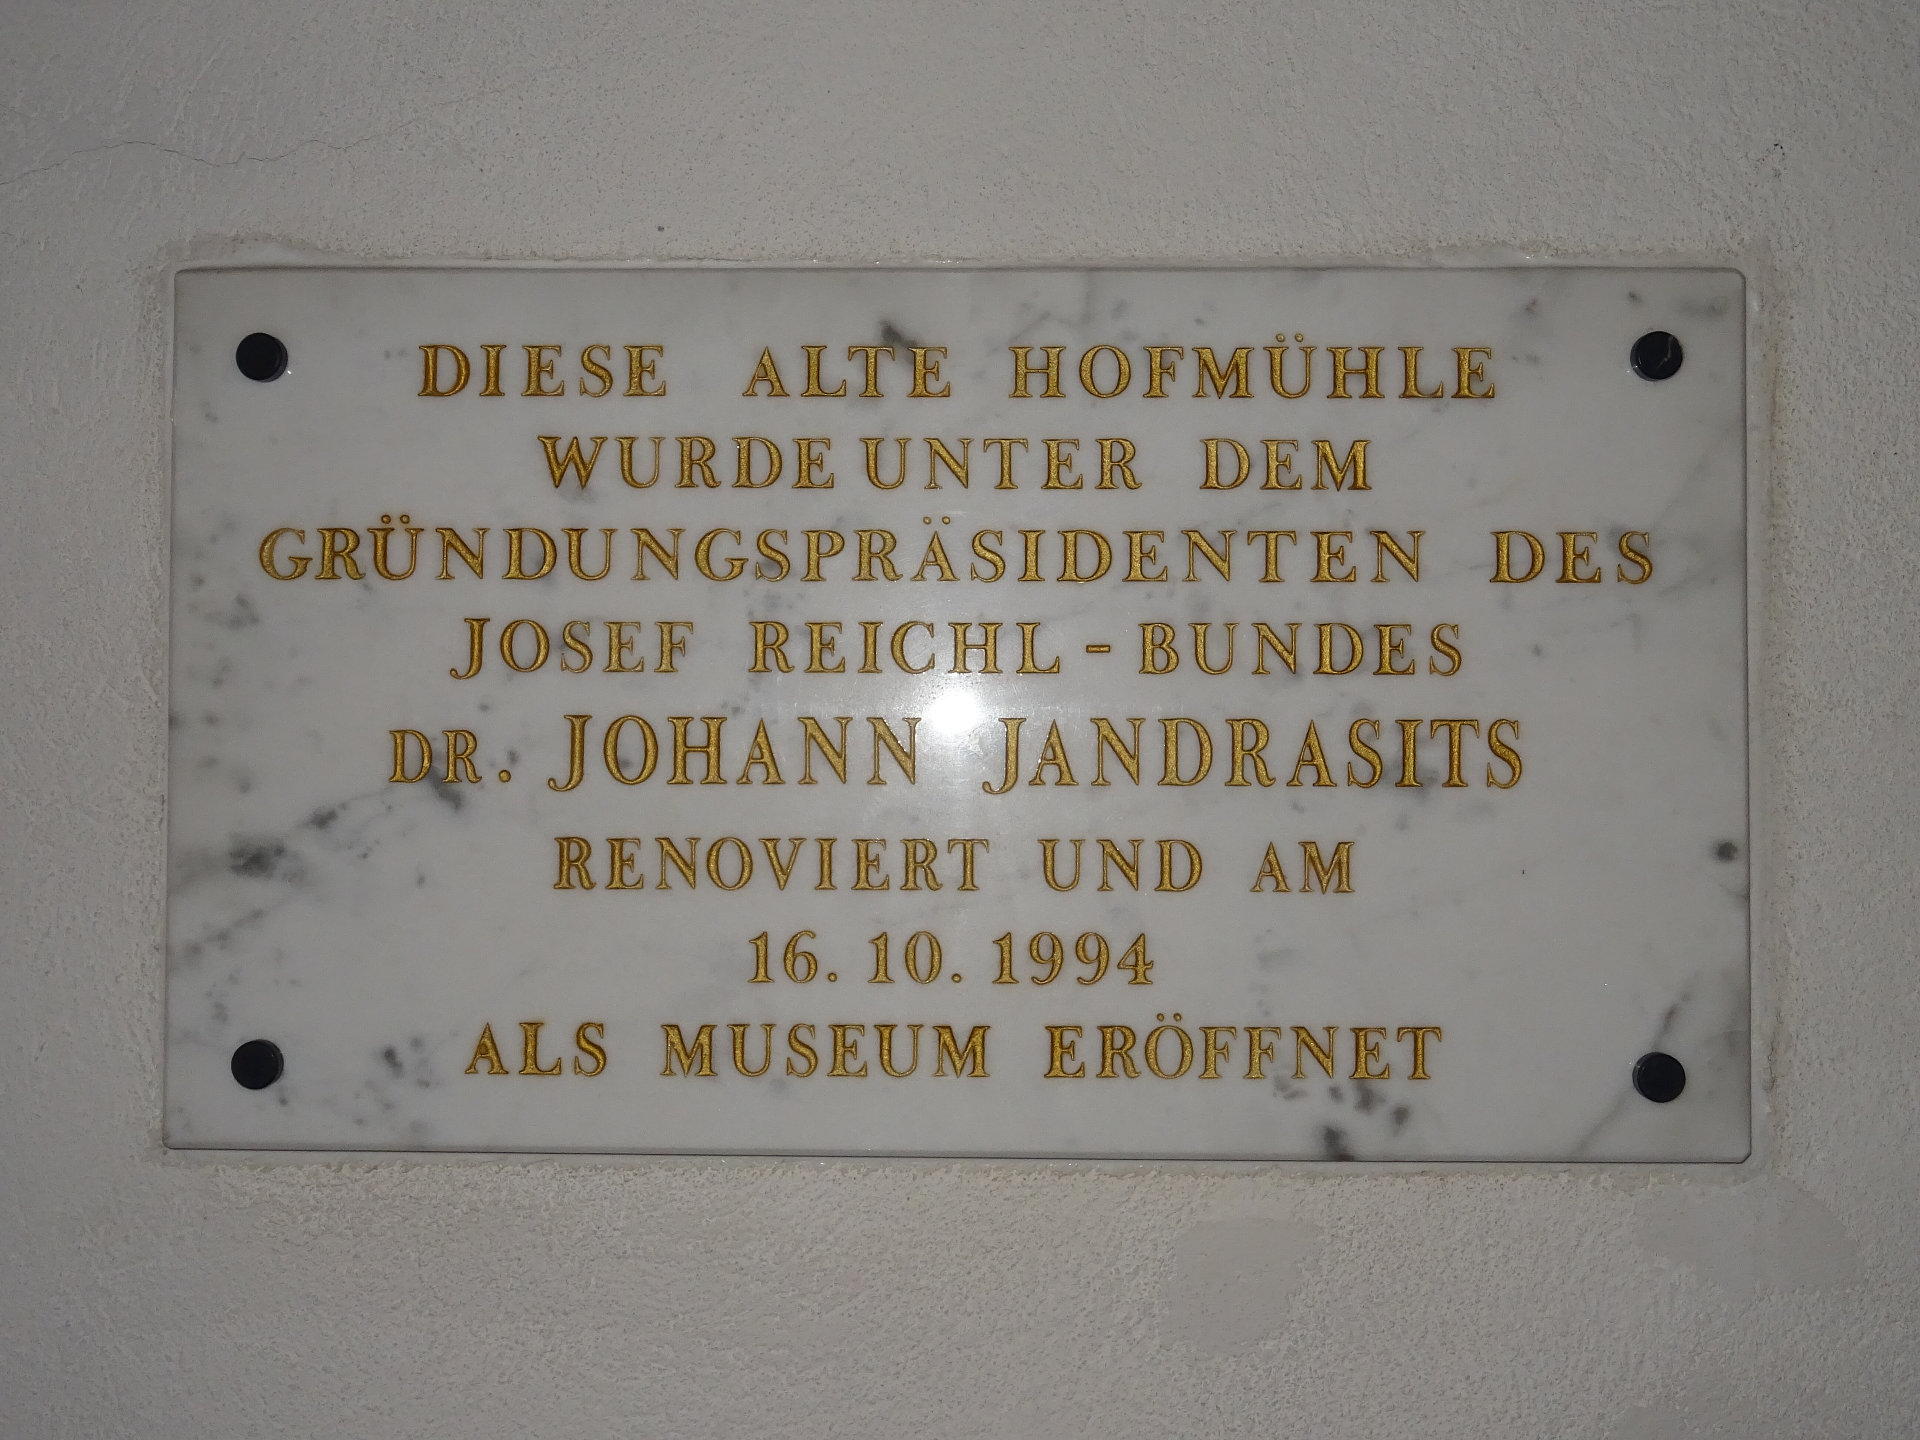 DIESE ALTE HOFMÜHLE
WURDE UNTER DEM
GRÜNDUNGSPRÄSIDENTEN DES
JOSEF REICHL - BUNDES
DR. JOHANN JANDRASITS
RENOVIERT UND AM
16. 10. 1994
ALS MUSEUM ERÖFFNET